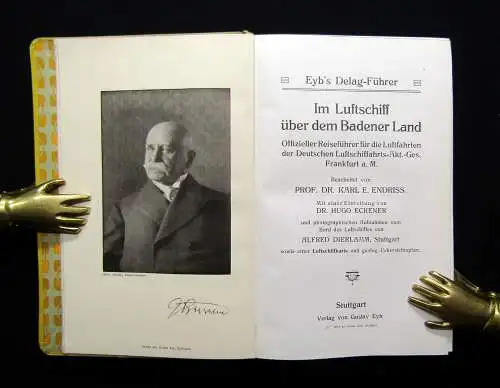 Eyb's Delag-Führer
Im Luftschiff
über dem Badener Land
Offizieller Reiseführer für die Luftfahrten
der Deutschen Luftschiffahrts-Akt.-Ges.
Frankfurt a. M.
Bearbeitet von
PROF. DR. KARL E. ENDRISS.
Mit einer Einleitung von
DR. HUGO ECKENER
und photographischen Aufnahmen vom
Bord des Luftschiffes von
ALFRED DIERLAMM, Stuttgart
sowie einer Luftschiffkarte und
Stuttgart
Verlag von Gustav Eyb